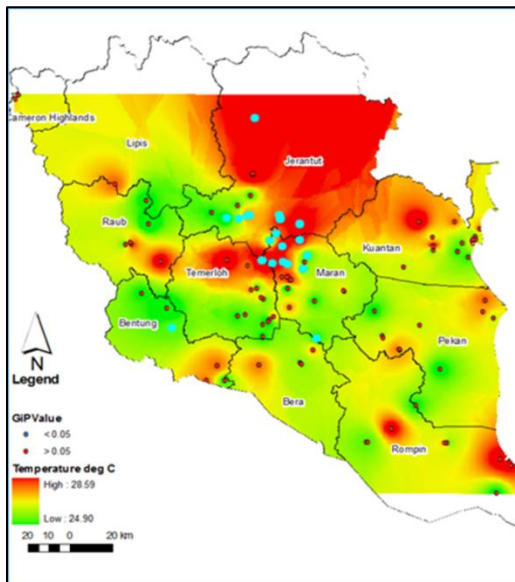 Cameron Highlands
Lipis
Jerantut
Raub
Kuantan
Temerloh
Maran
Bentung
Pekan
Bera
Rompin
N
Legend
GiPValue
< 0.05
> 0.05
Temperature deg C
High : 28.59
Low : 24.90
20 10 0 20 km